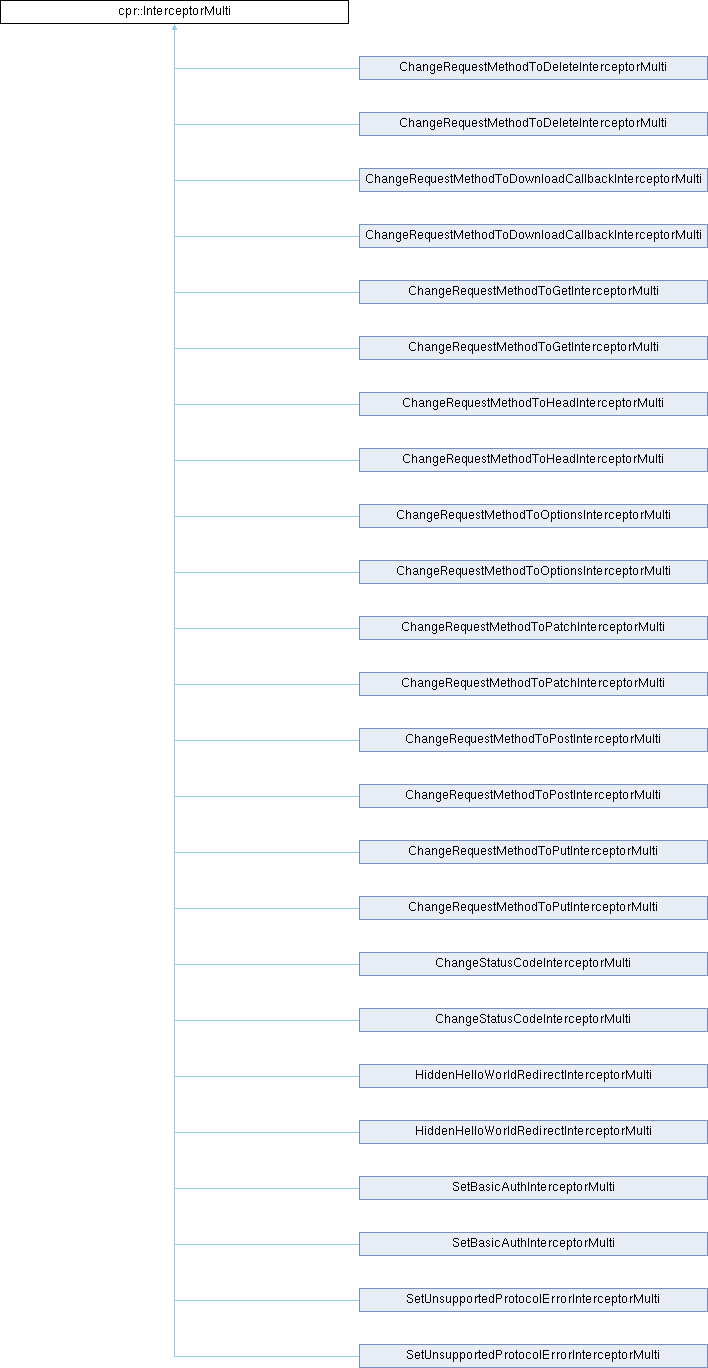 cpr::InterceptorMulti
ChangeRequestMethodToDeleteInterceptorMulti
ChangeRequestMethodToDeleteInterceptorMulti
ChangeRequestMethodToDownloadCallbackInterceptorMulti
ChangeRequestMethodToDownloadCallbackInterceptorMulti
ChangeRequestMethodToGetInterceptorMulti
ChangeRequestMethodToGetInterceptorMulti
ChangeRequestMethodToHeadInterceptorMulti
ChangeRequestMethodToHeadInterceptorMulti
ChangeRequestMethodToOptionsInterceptorMulti
ChangeRequestMethodToOptionsInterceptorMulti
ChangeRequestMethodToPatchInterceptorMulti
ChangeRequestMethodToPatchInterceptorMulti
ChangeRequestMethodToPostInterceptorMulti
ChangeRequestMethodToPostInterceptorMulti
ChangeRequestMethodToPutInterceptorMulti
ChangeRequestMethodToPutInterceptorMulti
ChangeStatusCodeInterceptorMulti
ChangeStatusCodeInterceptorMulti
HiddenHelloWorldRedirectInterceptorMulti
HiddenHelloWorldRedirectInterceptorMulti
SetBasicAuthInterceptorMulti
SetBasicAuthInterceptorMulti
SetUnsupportedProtocolErrorInterceptorMulti
SetUnsupportedProtocolErrorInterceptorMulti